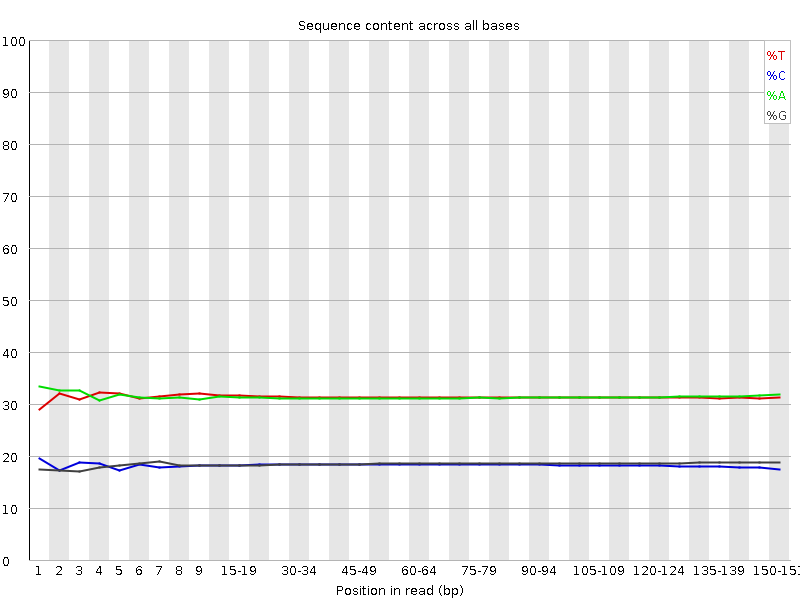 Sequence content across all bases
100
90
80
70
60
50
40
30
20
10
0
%T
%C
%A
%G
1 2 3 4 5 6 7 8 9 15-19 30-34 45-49 60-64 75-79 90-94 105-109 120-124 135-139 150-151
Position in read (bp)